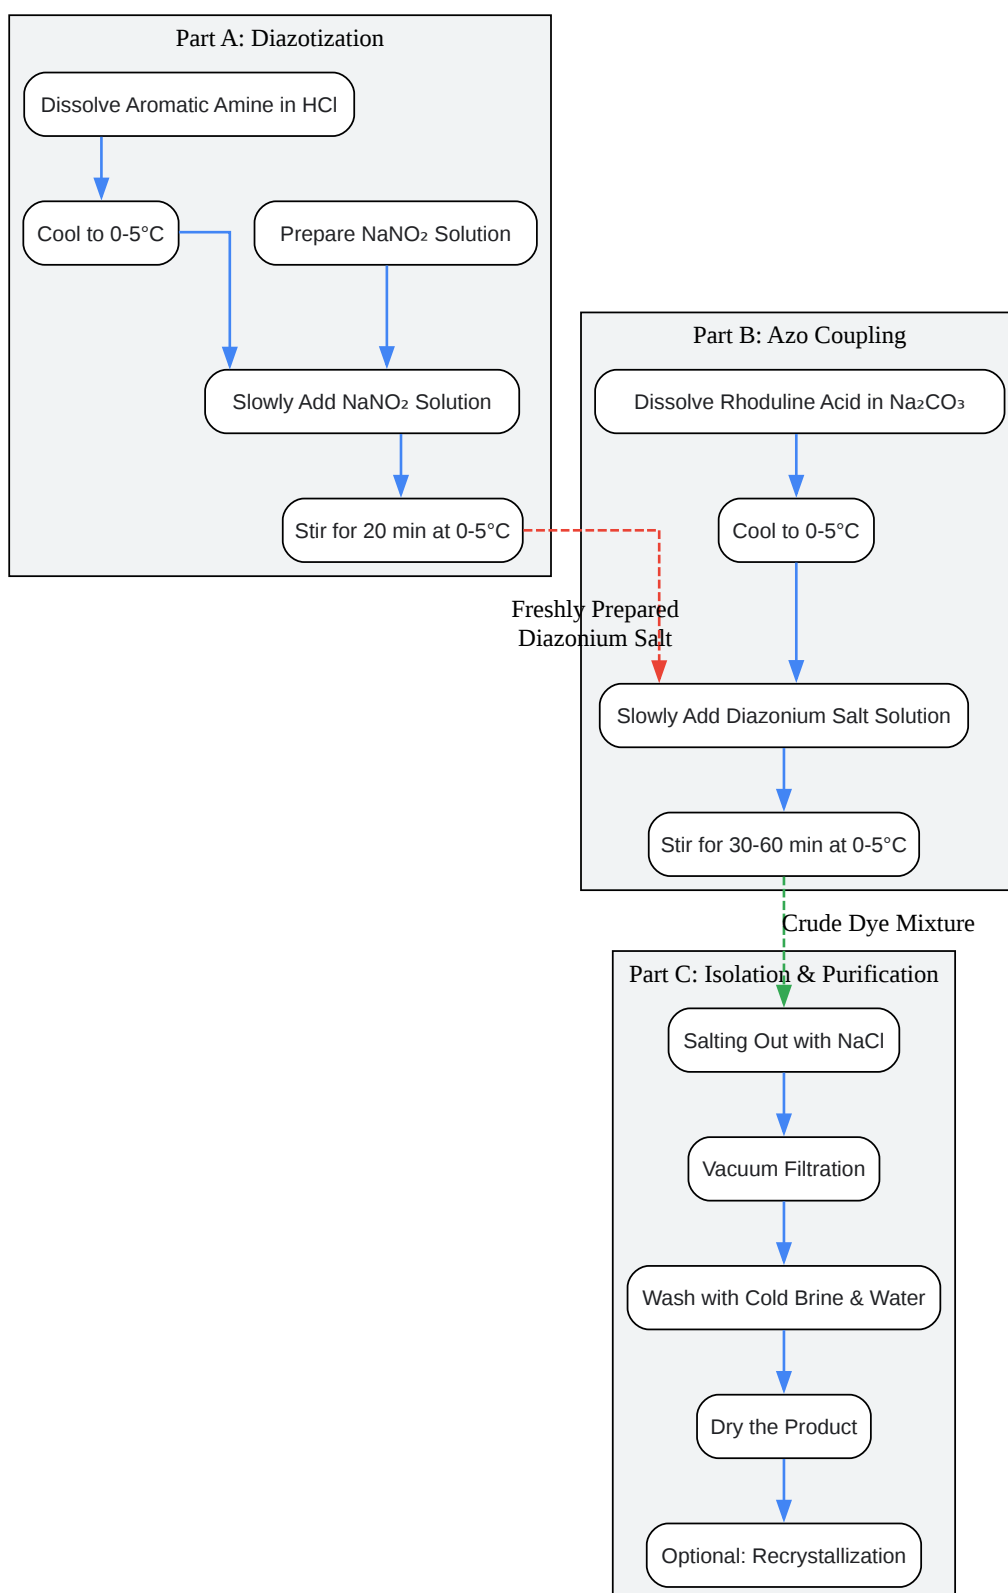 Part A: Diazotization
Dissolve Aromatic Amine in HCl
Cool to 0-5°C
Prepare NaNO₂ Solution
Slowly Add NaNO₂ Solution
Stir for 20 min at 0-5°C
Freshly Prepared
Diazonium Salt
Part B: Azo Coupling
Dissolve Rhoduline Acid in Na₂CO₃
Cool to 0-5°C
Slowly Add Diazonium Salt Solution
Stir for 30-60 min at 0-5°C
Crude Dye Mixture
Part C: Isolation & Purification
Salting Out with NaCl
Vacuum Filtration
Wash with Cold Brine & Water
Dry the Product
Optional: Recrystallization